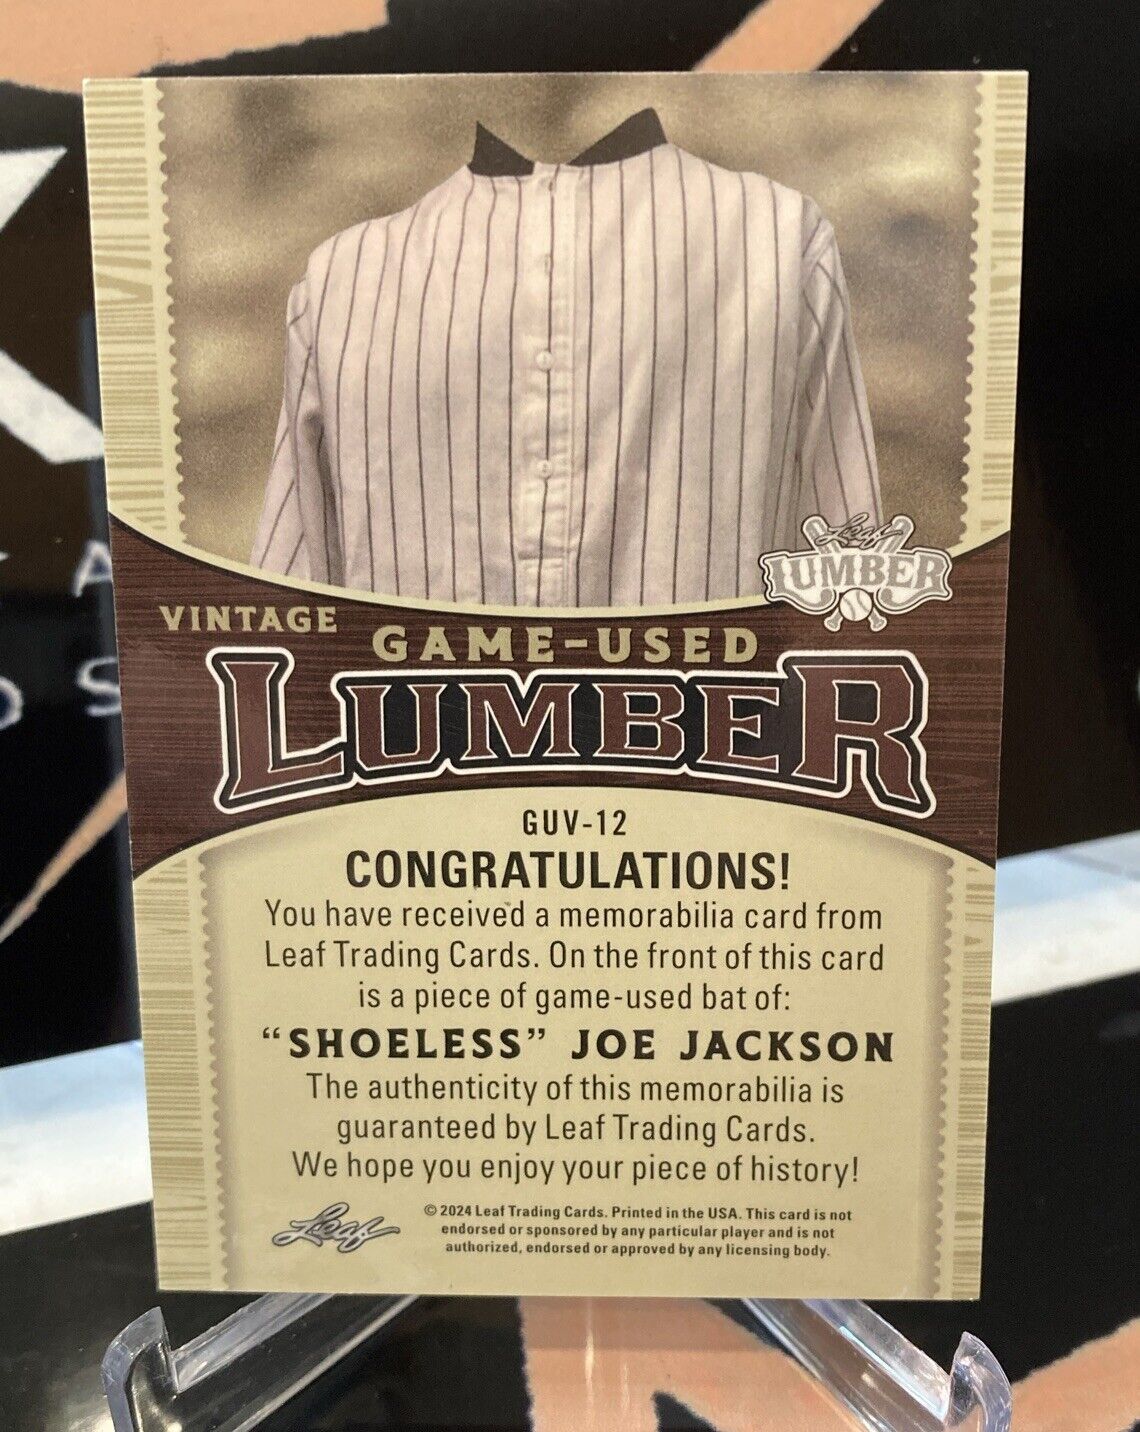 Leaf
LUMBER
VINTAGE
GAME-USED
LUMBER
GUV-12
CONGRATULATIONS!
You have received a memorabilia card from
Leaf Trading Cards. On the front of this card
is a piece of game-used bat of:
“SHOELESS” JOE JACKSON
The authenticity of this memorabilia is
guaranteed by Leaf Trading Cards.
We hope you enjoy your piece of history!
Leaf
© 2024 Leaf Trading Cards. Printed in the USA. This card is not
endorsed or sponsored by any particular player and is not
authorized, endorsed or approved by any licensing body.